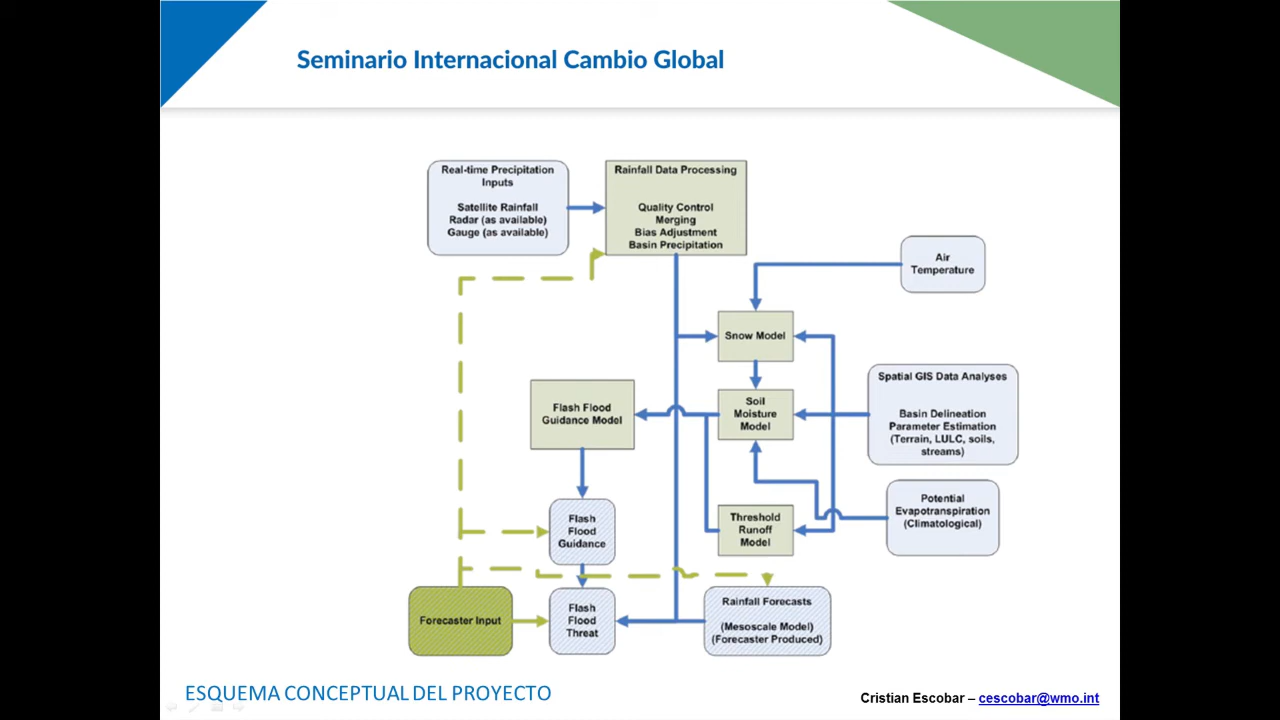 Seminario Internacional Cambio Global
Real-time Precipitation
Inputs
Satellite Rainfall
Radar (as available)
Gauge (as available)
Rainfall Data Processing
Quality Control
Merging
Bias Adjustment
Basin Precipitation
Air
Temperature
Snow Model
Spatial GIS Data Analyses
Basin Delineation
Parameter Estimation
(Terrain, LULC, soils,
streams)
Flash Flood
Guidance Model
Soil
Moisture
Model
Potential
Evapotranspiration
(Climatological)
Flash
Flood
Guidance
Threshold
Runoff
Model
Forecaster Input
Flash
Flood
Threat
Rainfall Forecasts
(Mesoscale Model)
(Forecaster Produced)
ESQUEMA CONCEPTUAL DEL PROYECTO
Cristian Escobar – cescobar@wmo.int